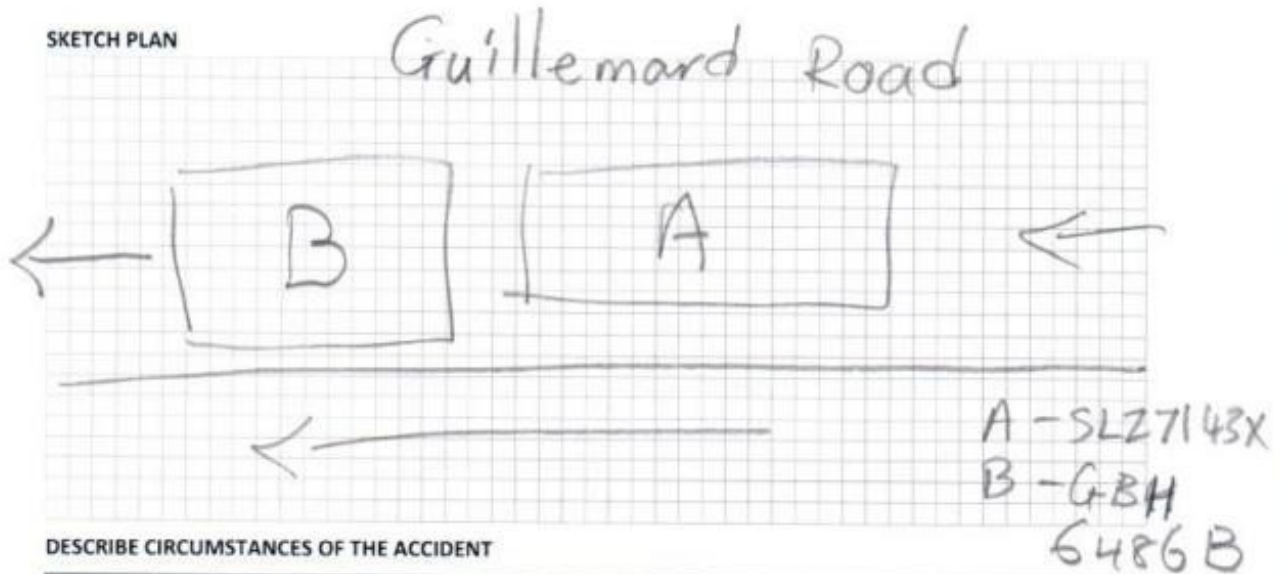 SKETCH PLAN
Guillemard Road
B
A
A - SLZ7143X
B - GBH
6486B
DESCRIBE CIRCUMSTANCES OF THE ACCIDENT